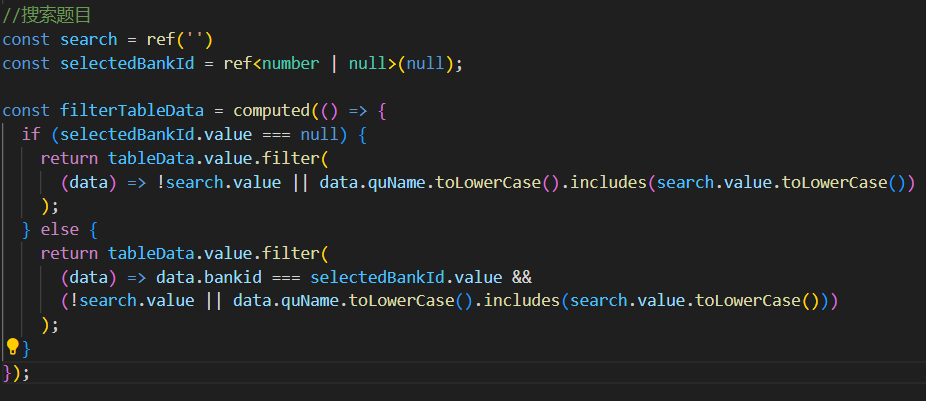 //搜索题目
const search = ref('')
const selectedBankId = ref<number | null>(null);
const filterTableData = computed(() => {
if (selectedBankId.value === null) {
return tableData.value.filter(
(data) => !search.value || data.quName.toLowerCase().includes(search.value.toLowerCase())
);
} else {
return tableData.value.filter(
(data) => data.bankid === selectedBankId.value &&
(!search.value || data.quName.toLowerCase().includes(search.value.toLowerCase()))
);
}
});